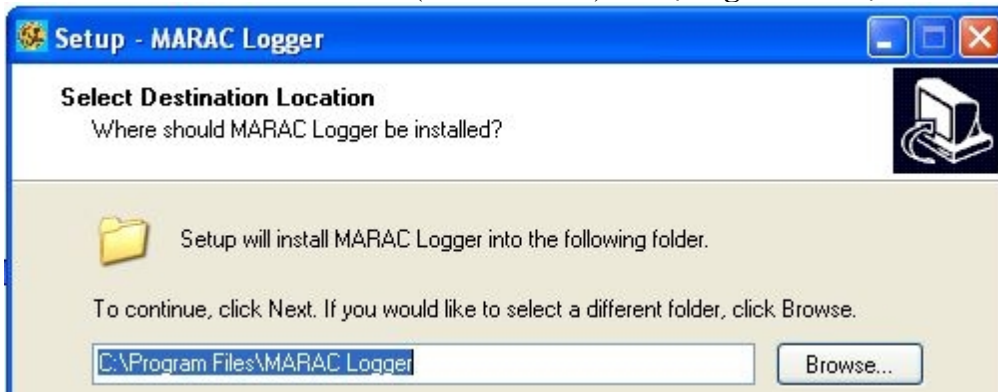 Setup - MARAC Logger
Select Destination Location
Where should MARAC Logger be installed?
Setup will install MARAC Logger into the following folder.
To continue, click Next. If you would like to select a different folder, click Browse.
C:\Program Files\MARAC Logger
Browse...